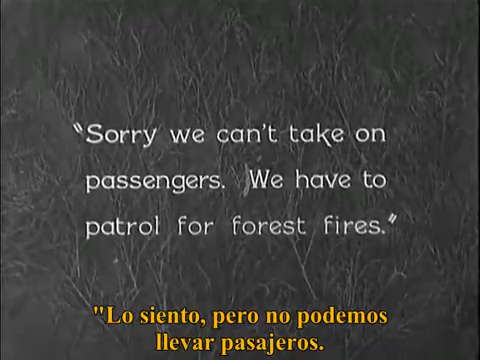 "Sorry we can't take on
passengers. We have to
patrol for forest fires."
"Lo siento, pero no podemos
llevar pasajeros.